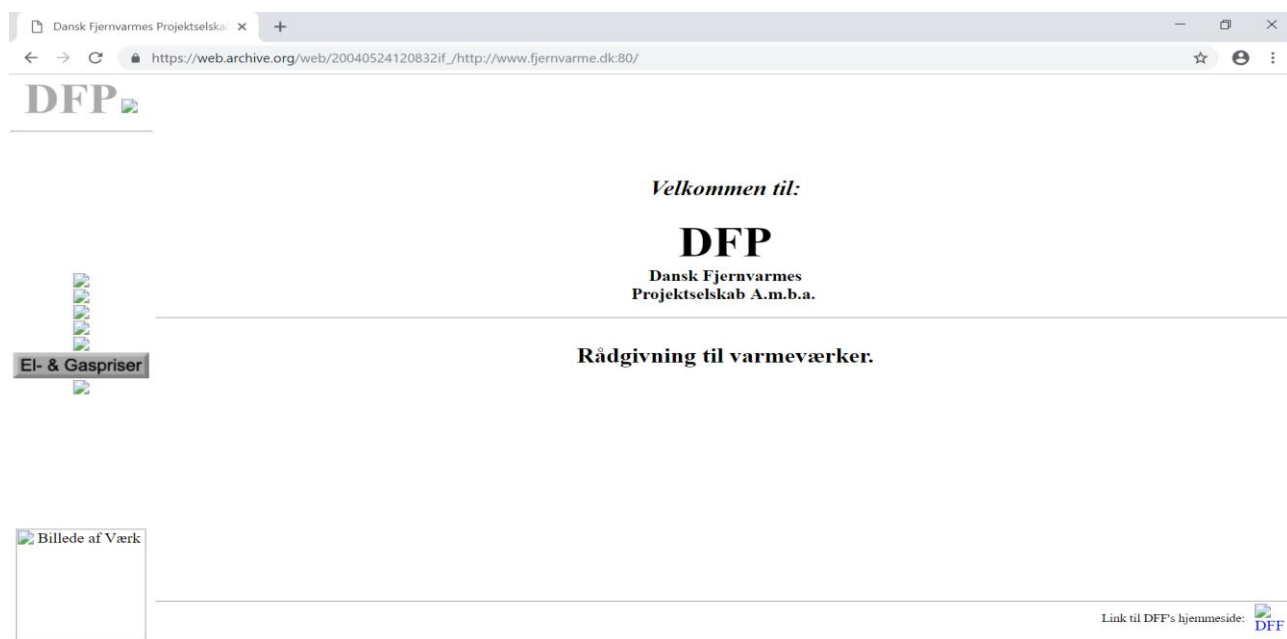 Dansk Fjernvarmes Projektselska
https://web.archive.org/web/20040524120832if_/http://www.fjernvarme.dk:80/
DFP
Velkommen til:
DFP
Dansk Fjernvarmes
Projektselskab A.m.b.a.
Rådgivning til varmeværker.
El- & Gaspriser
Billede af Værk
Link til DFF's hjemmeside:
DFF